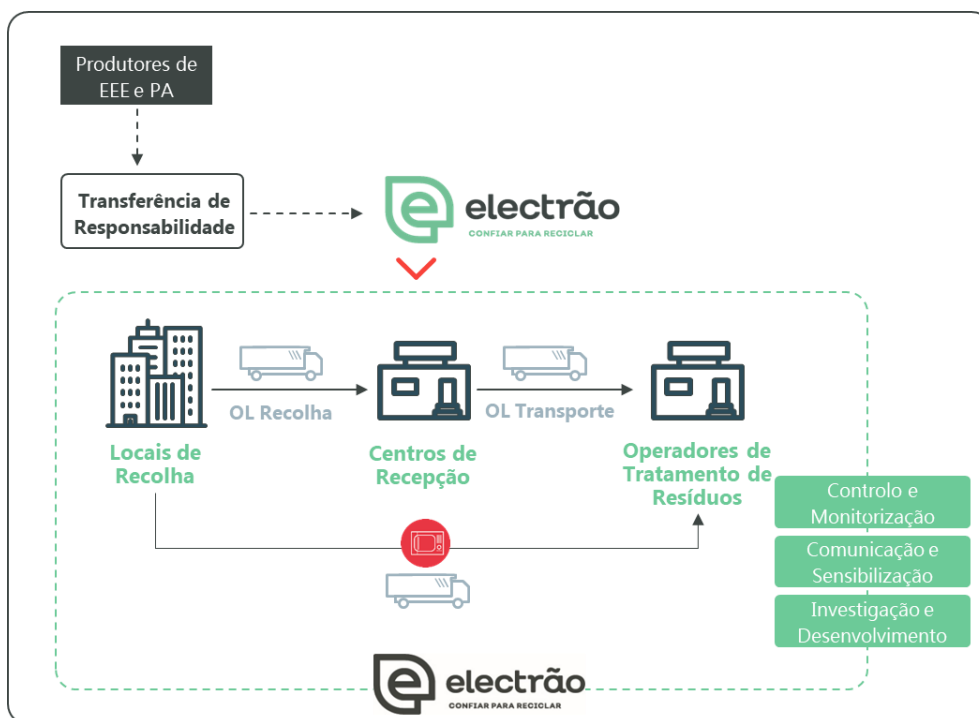 Produtores de
EEE e PA
Transferência de
Responsabilidade
electrão
CONFIAR PARA RECICLAR
OL Recolha
OL Transporte
Locais de
Recolha
Centros de
Recepção
Operadores de
Tratamento de
Resíduos
Controlo e
Monitorização
Comunicação e
Sensibilização
Investigação e
Desenvolvimento
electrão
CONFIAR PARA RECICLAR